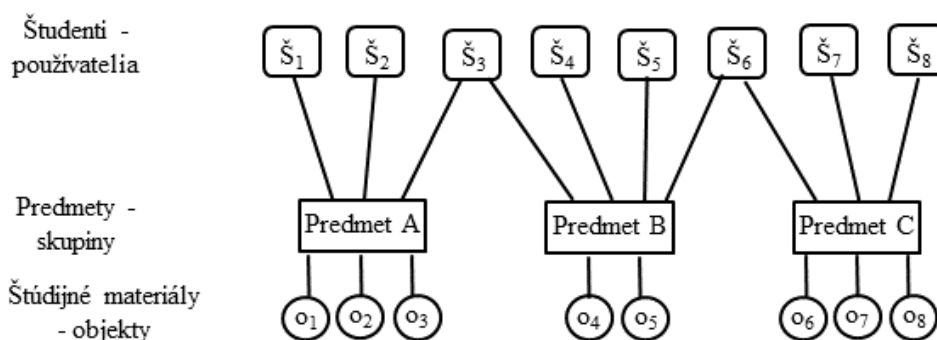 Študenti -
používatelia
Š1 Š2 Š3 Š4 Š5 Š6 Š7 Š8
Predmety -
skupiny
Predmet A Predmet B Predmet C
Štúdijné materiály
- objekty
o1 o2 o3 o4 o5 o6 o7 o8